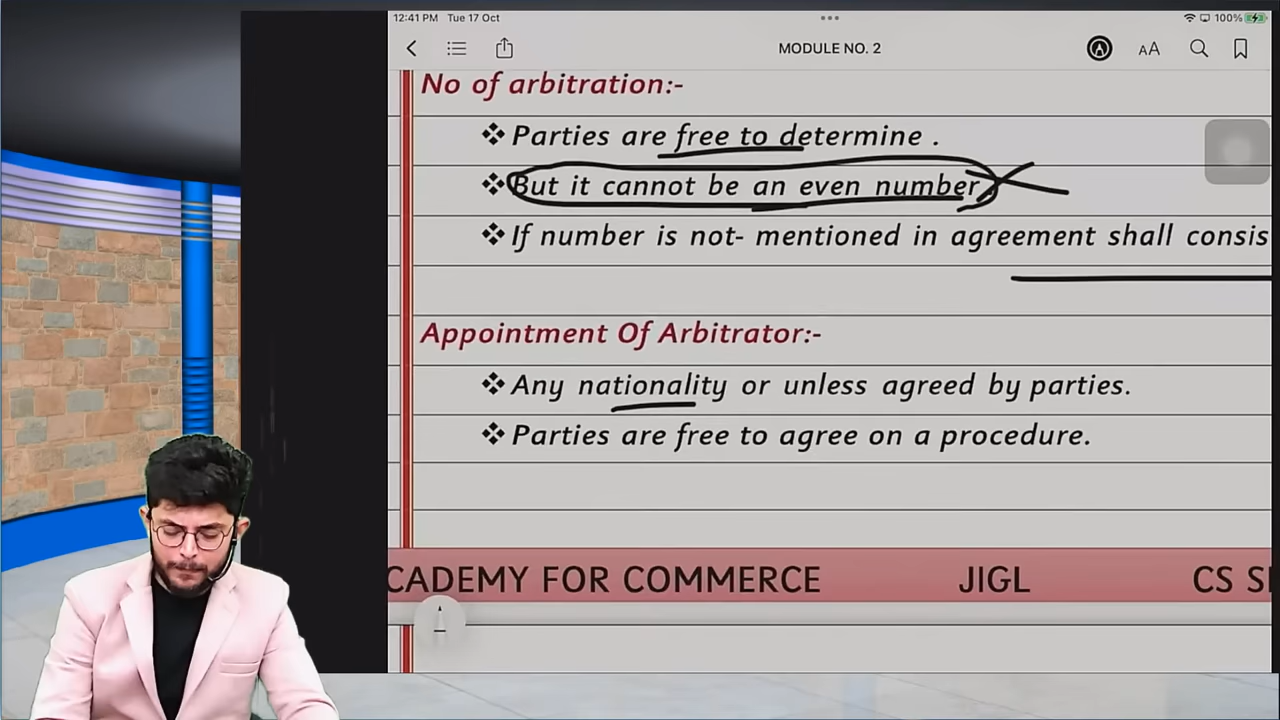 12:41 PM Tue 17 Oct
100%
MODULE NO. 2
AA
No of arbitration:-
❖ Parties are free to determine .
❖ But it cannot be an even number
❖ If number is not- mentioned in agreement shall consis
Appointment Of Arbitrator:-
❖ Any nationality or unless agreed by parties.
❖ Parties are free to agree on a procedure.
CADEMY FOR COMMERCE JIGL CS